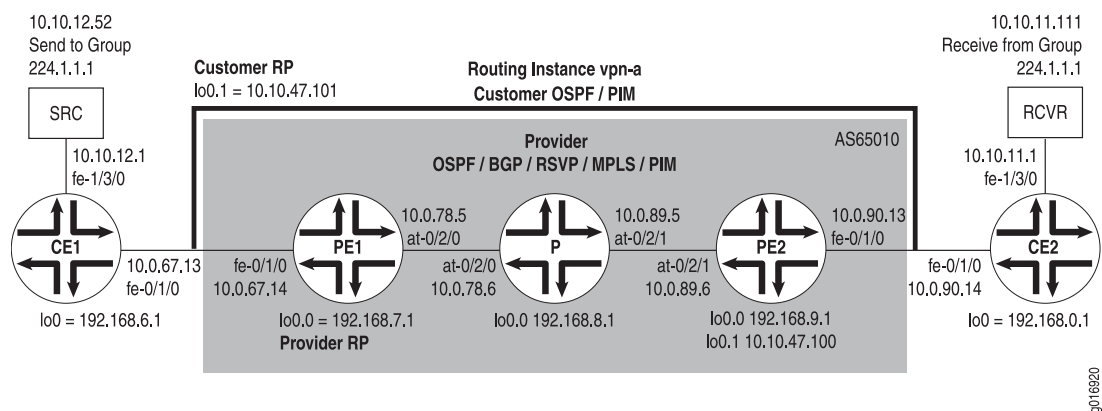 10.10.12.52
Send to Group
224.1.1.1
10.10.11.111
Receive from Group
224.1.1.1
Customer RP
lo0.1 = 10.10.47.101
Routing Instance vpn-a
Customer OSPF / PIM
SRC
RCVR
Provider
OSPF / BGP / RSVP / MPLS / PIM
AS65010
10.10.12.1
fe-1/3/0
10.10.11.1
fe-1/3/0
10.0.78.5
at-0/2/0
10.0.89.5
at-0/2/1
10.0.90.13
fe-0/1/0
CE1
PE1
P
PE2
CE2
10.0.67.13
fe-0/1/0
fe-0/1/0
10.0.67.14
at-0/2/0
10.0.78.6
at-0/2/1
10.0.89.6
fe-0/1/0
10.0.90.14
lo0 = 192.168.6.1
lo0.0 = 192.168.7.1
Provider RP
lo0.0 192.168.8.1
lo0.0 192.168.9.1
lo0.1 10.10.47.100
lo0 = 192.168.0.1
g016920